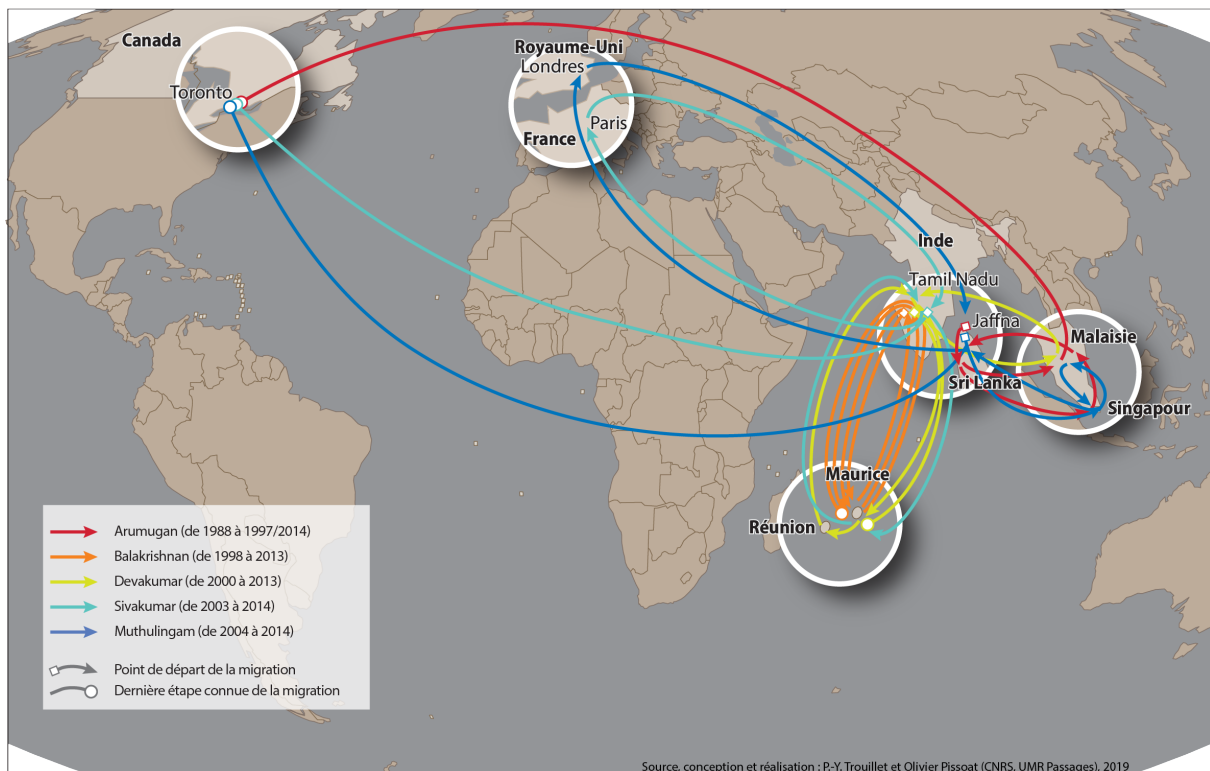 Canada
Toronto
Royaume-Uni
Londres
Paris
France
Inde
Tamil Nadu
Jaffna
Sri Lanka
Malaisie
Singapour
Maurice
Réunion
Arumugan (de 1988 à 1997/2014)
Balakrishnan (de 1998 à 2013)
Devakumar (de 2000 à 2013)
Sivakumar (de 2003 à 2014)
Muthulingam (de 2004 à 2014)
Point de départ de la migration
Dernière étape connue de la migration
Source, conception et réalisation : P.-Y. Trouillet et Olivier Pissoat (CNRS, UMR Passages), 2019